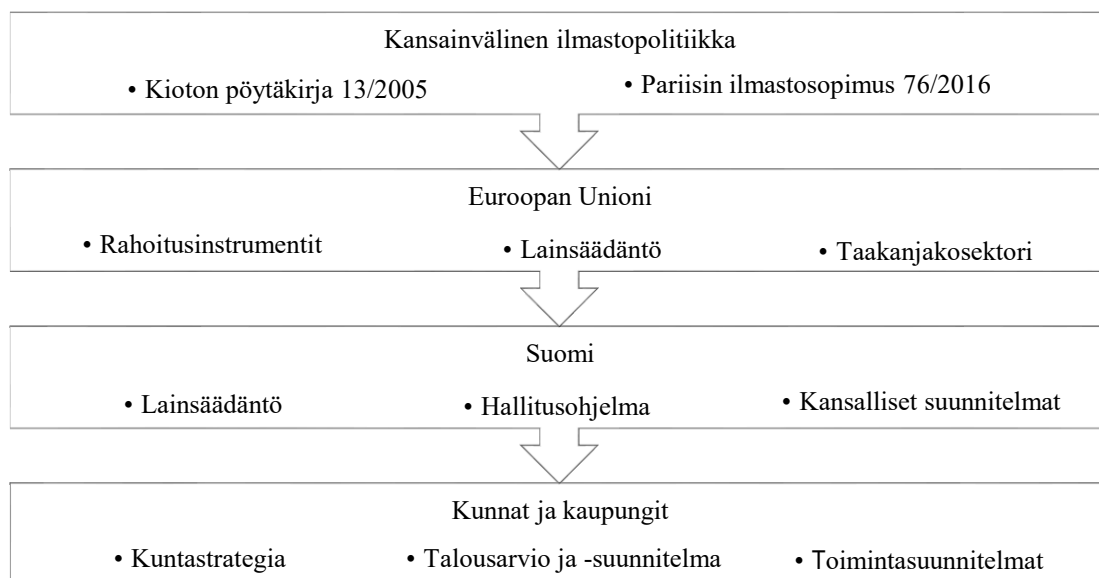 Kansainvälinen ilmastopolitiikka
• Kioton pöytäkirja 13/2005 • Pariisin ilmastosopimus 76/2016
Euroopan Unioni
• Rahoitusinstrumentit • Lainsäädäntö • Taakanjakosektori
Suomi
• Lainsäädäntö • Hallitusohjelma • Kansalliset suunnitelmat
Kunnat ja kaupungit
• Kuntastrategia • Talousarvio ja -suunnitelma • Toimintasuunnitelmat